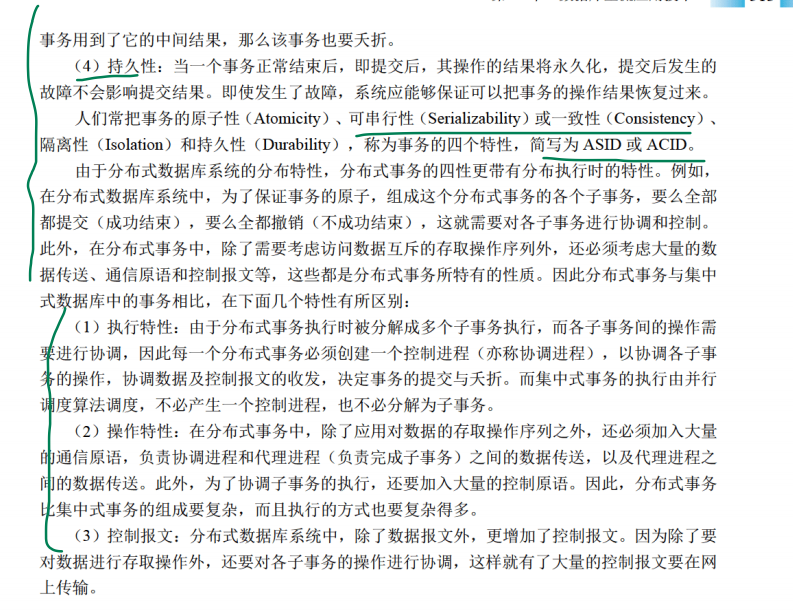 事务用到了它的中间结果，那么该事务也要夭折。
（4）持久性：当一个事务正常结束后，即提交后，其操作的结果将永久化，提交后发生的
故障不会影响提交结果。即使发生了故障，系统应能够保证可以把事务的操作结果恢复过来。
人们常把事务的原子性（Atomicity）、可串行性（Serializability）或一致性（Consistency）、
隔离性（Isolation）和持久性（Durability），称为事务的四个特性，简写为 ASID 或 ACID。
由于分布式数据库系统的分布特性，分布式事务的四性更带有分布执行时的特性。例如，
在分布式数据库系统中，为了保证事务的原子，组成这个分布式事务的各个子事务，要么全部
都提交（成功结束），要么全都撤销（不成功结束），这就需要对各子事务进行协调和控制。
此外，在分布式事务中，除了需要考虑访问数据互斥的存取操作序列外，还必须考虑大量的数
据传送、通信原语和控制报文等，这些都是分布式事务所特有的性质。因此分布式事务与集中
式数据库中的事务相比，在下面几个特性有所区别：
（1）执行特性：由于分布式事务执行时被分解成多个子事务执行，而各子事务间的操作需
要进行协调，因此每一个分布式事务必须创建一个控制进程（亦称协调进程），以协调各子事
务的操作，协调数据及控制报文的收发，决定事务的提交与夭折。而集中式事务的执行由并行
调度算法调度，不必产生一个控制进程，也不必分解为子事务。
（2）操作特性：在分布式事务中，除了应用对数据的存取操作序列之外，还必须加入大量
的通信原语，负责协调进程和代理进程（负责完成子事务）之间的数据传送，以及代理进程之
间的数据传送。此外，为了协调子事务的执行，还要加入大量的控制原语。因此，分布式事务
比集中式事务的组成要复杂，而且执行的方式也要复杂得多。
（3）控制报文：分布式数据库系统中，除了数据报文外，更增加了控制报文。因为除了要
对数据进行存取操作外，还要对各子事务的操作进行协调，这样就有了大量的控制报文要在网
上传输。